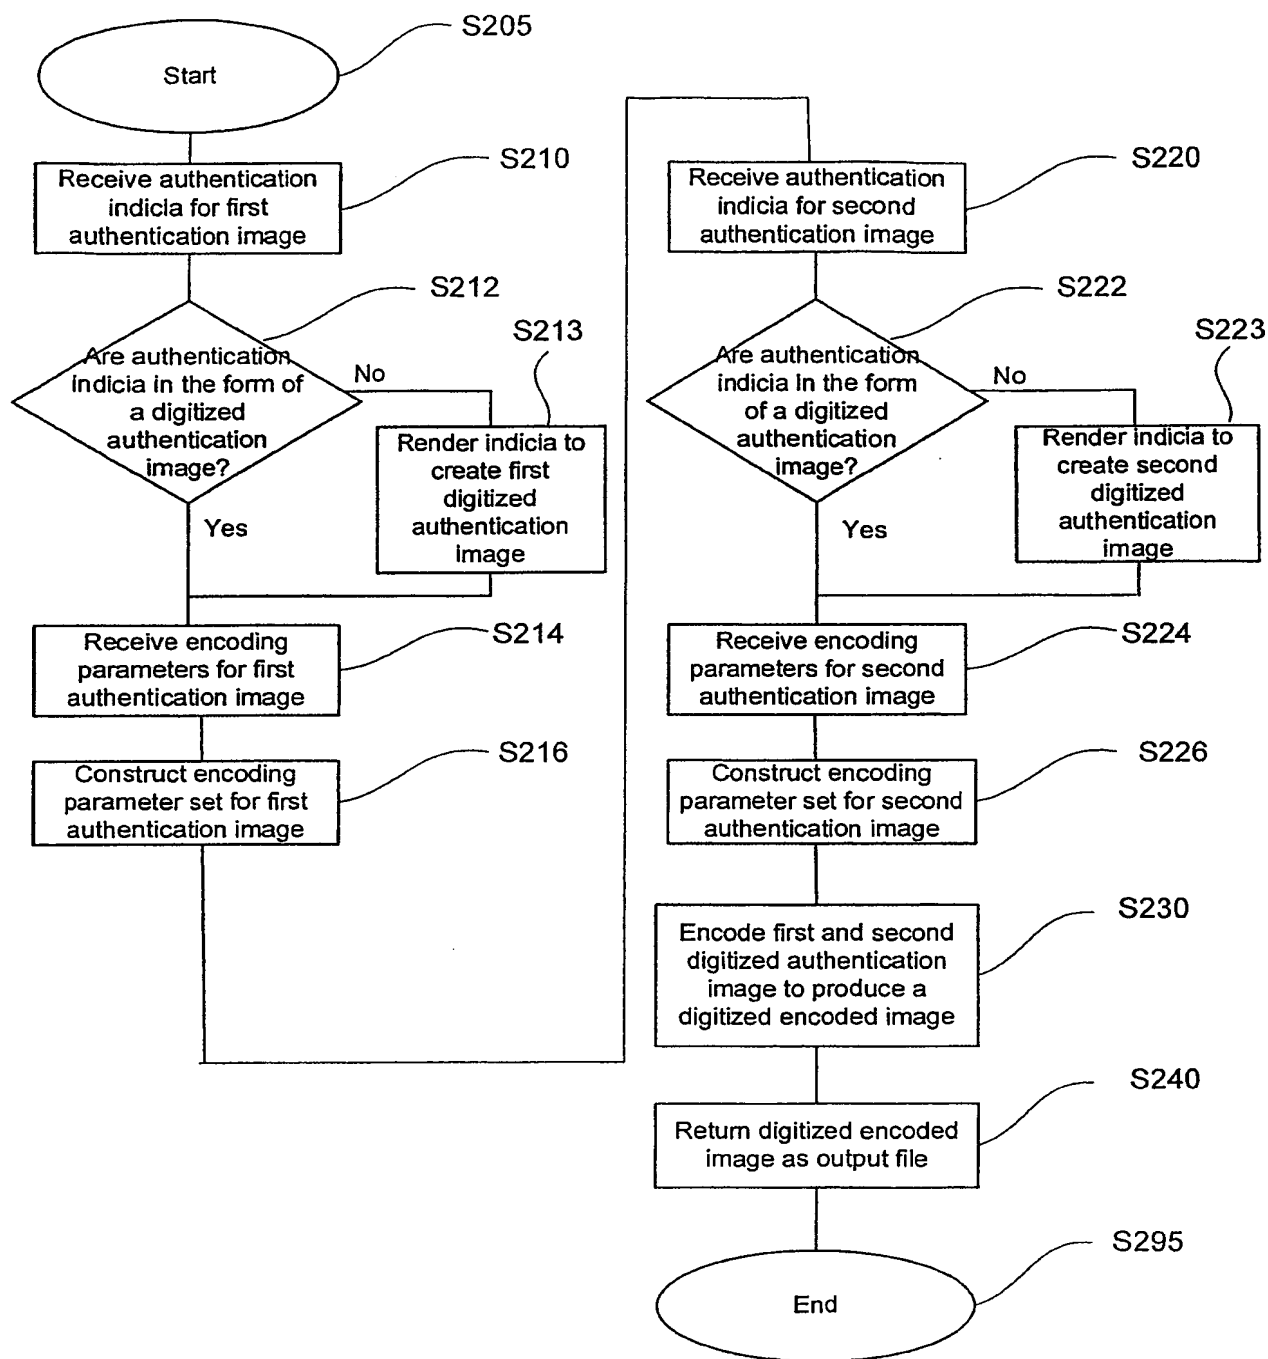 S205
Start
S210
Receive authentication
indicia for first
authentication image
S212
Are authentication
indicia in the form of
a digitized
authentication
image?
No
S213
Render indicia to
create first
digitized
authentication
image
Yes
S214
Receive encoding
parameters for first
authentication image
S216
Construct encoding
parameter set for first
authentication image
S220
Receive authentication
indicia for second
authentication image
S222
Are authentication
indicia in the form
of a digitized
authentication
image?
No
S223
Render indicia to
create second
digitized
authentication
image
Yes
S224
Receive encoding
parameters for second
authentication image
S226
Construct encoding
parameter set for second
authentication image
S230
Encode first and second
digitized authentication
image to produce a
digitized encoded image
S240
Return digitized encoded
image as output file
S295
End